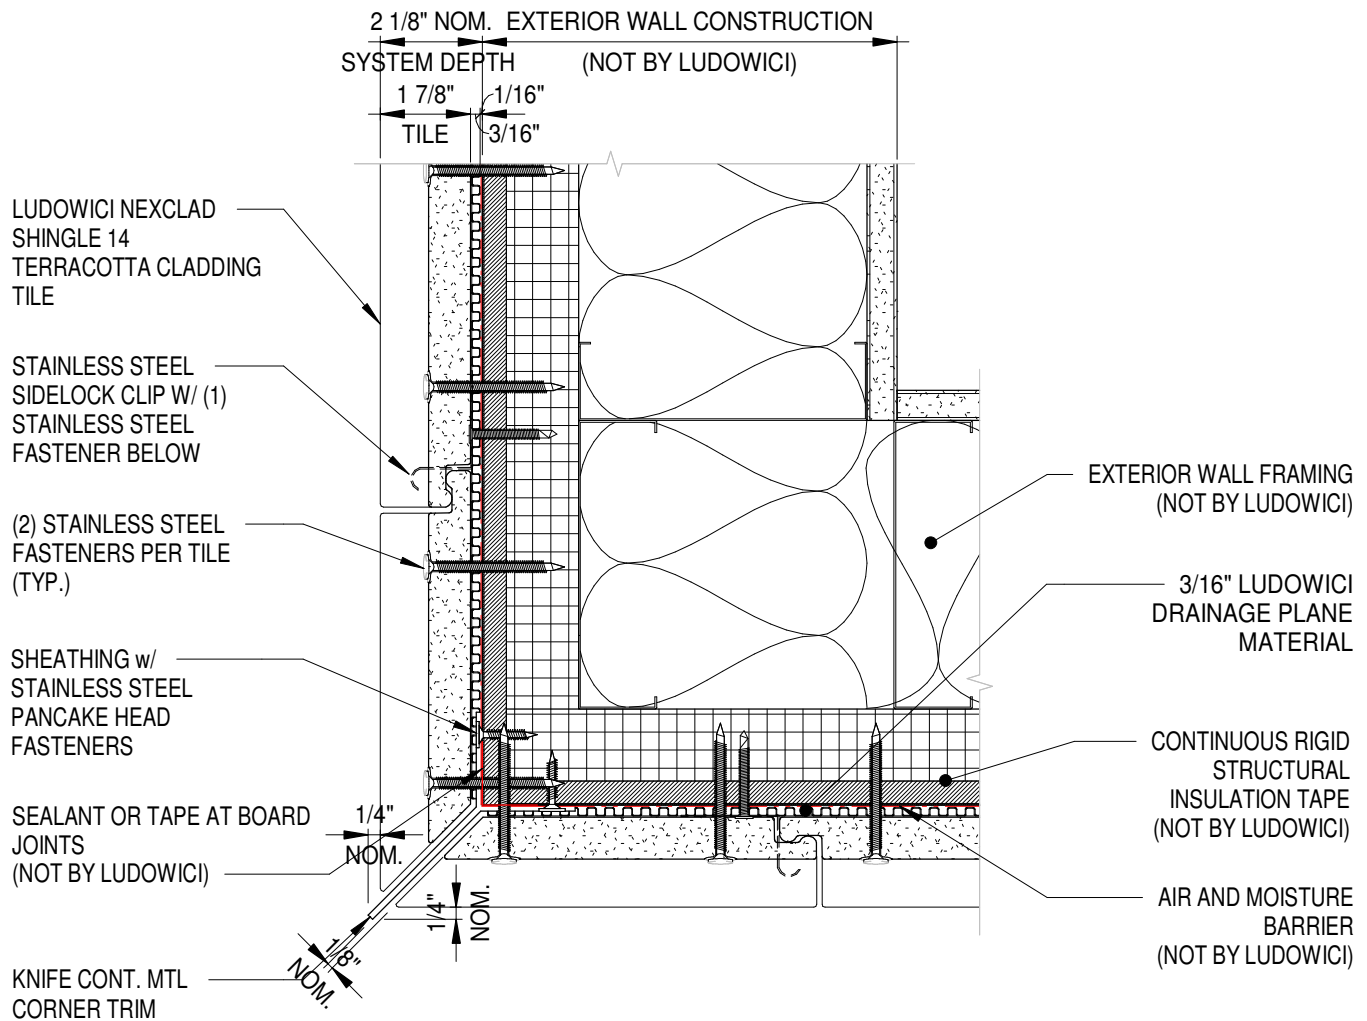 2 1/8" NOM.
SYSTEM DEPTH
EXTERIOR WALL CONSTRUCTION
(NOT BY LUDOWICI)
1 7/8"
TILE
1/16"
3/16"
LUDOWICI NEXCLAD
SHINGLE 14
TERRACOTTA CLADDING
TILE
STAINLESS STEEL
SIDELOCK CLIP W/ (1)
STAINLESS STEEL
FASTENER BELOW
(2) STAINLESS STEEL
FASTENERS PER TILE
(TYP.)
SHEATHING w/
STAINLESS STEEL
PANCAKE HEAD
FASTENERS
SEALANT OR TAPE AT BOARD
JOINTS
(NOT BY LUDOWICI)
KNIFE CONT. MTL
CORNER TRIM
1/4"
NOM.
1/4"
NOM.
1/8"
NOM.
EXTERIOR WALL FRAMING
(NOT BY LUDOWICI)
3/16" LUDOWICI
DRAINAGE PLANE
MATERIAL
CONTINUOUS RIGID
STRUCTURAL
INSULATION TAPE
(NOT BY LUDOWICI)
AIR AND MOISTURE
BARRIER
(NOT BY LUDOWICI)